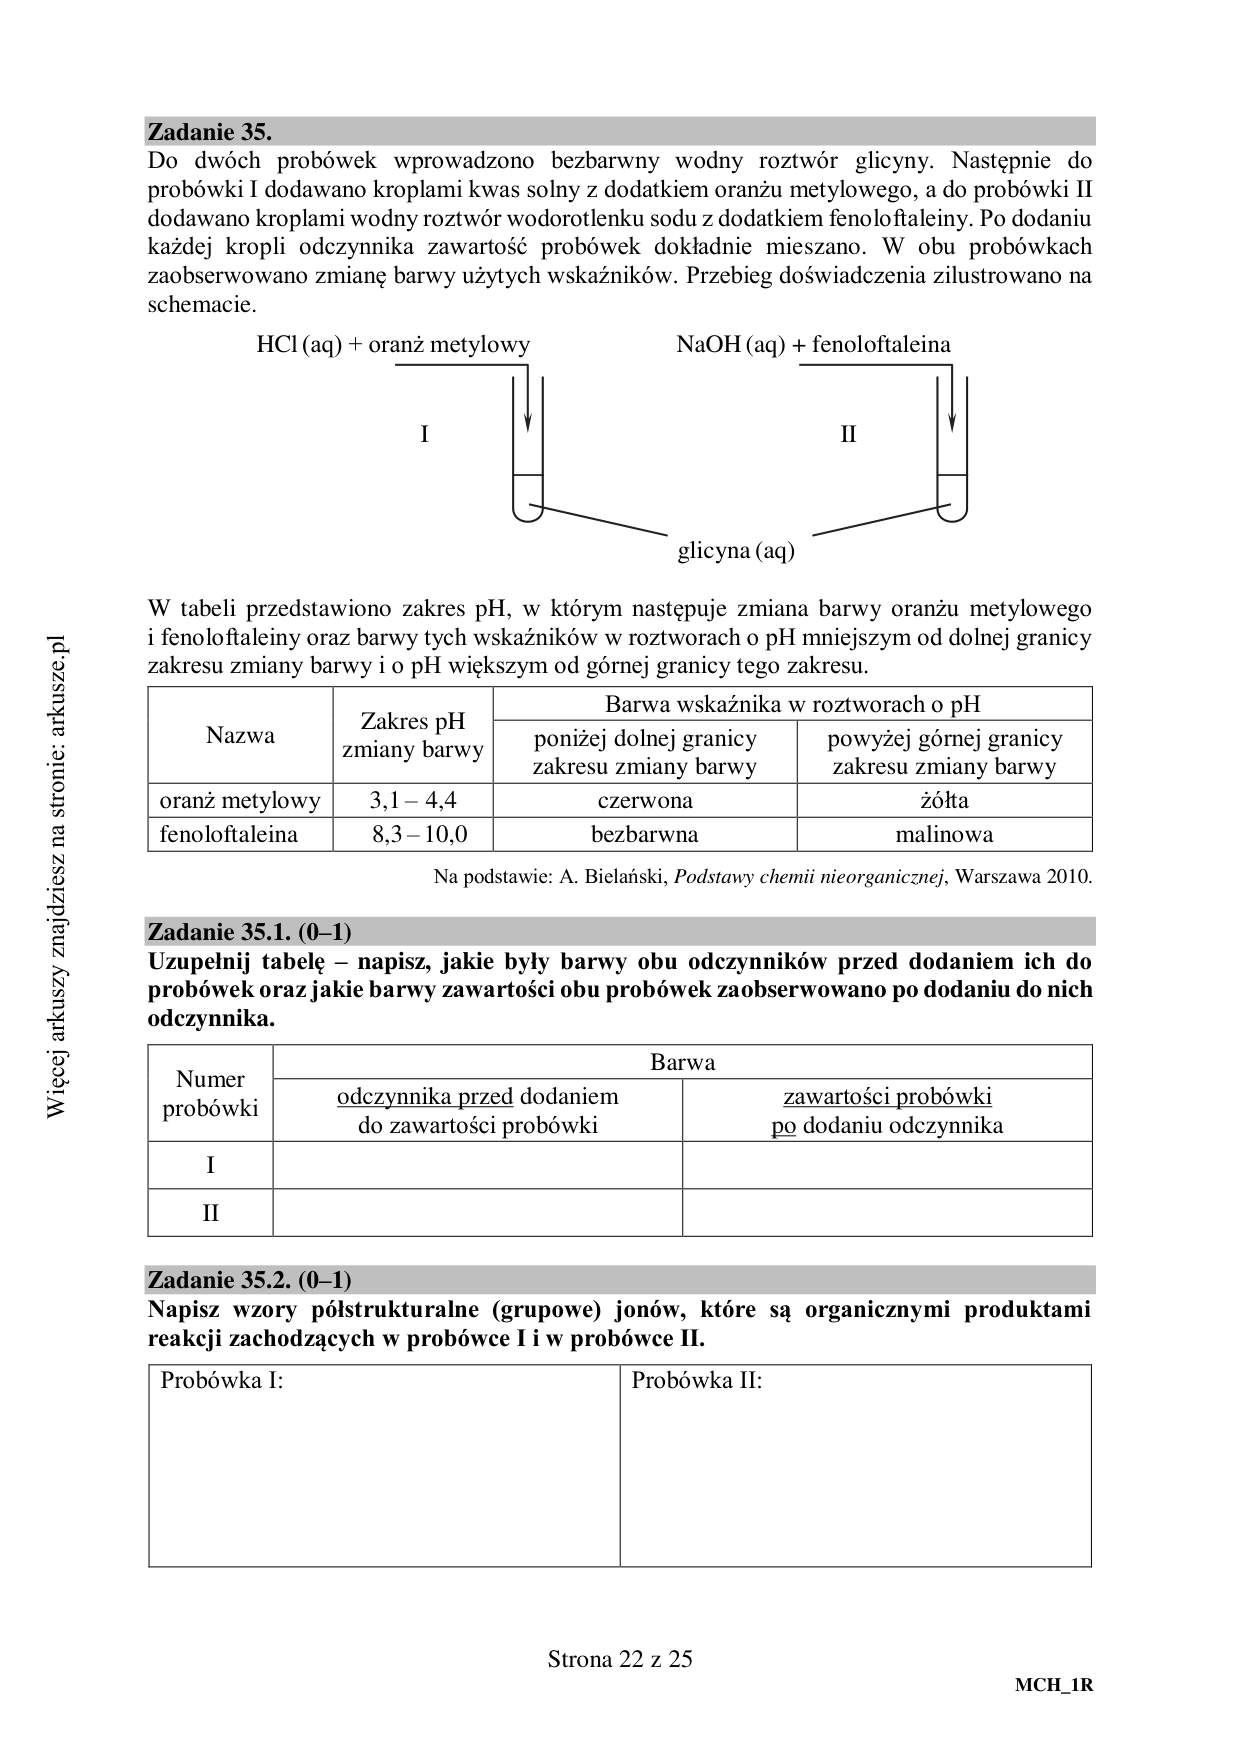 Zadanie 35.
Do dwóch probówek wprowadzono bezbarwny wodny roztwór glicyny. Następnie do
probówki I dodawano kroplami kwas solny z dodatkiem oranżu metylowego, a do probówki II
dodawano kroplami wodny roztwór wodorotlenku sodu z dodatkiem fenoloftaleiny. Po dodaniu
każdej kropli odczynnika zawartość probówek dokładnie mieszano. W obu probówkach
zaobserwowano zmianę barwy użytych wskaźników. Przebieg doświadczenia zilustrowano na
schemacie.
HCl (aq) + oranż metylowy NaOH (aq) + fenoloftaleina
I II
glicyna (aq)
W tabeli przedstawiono zakres pH, w którym następuje zmiana barwy oranżu metylowego
i fenoloftaleiny oraz barwy tych wskaźników w roztworach o pH mniejszym od dolnej granicy
zakresu zmiany barwy i o pH większym od górnej granicy tego zakresu.
Nazwa
Zakres pH
zmiany barwy
Barwa wskaźnika w roztworach o pH
poniżej dolnej granicy
zakresu zmiany barwy
powyżej górnej granicy
zakresu zmiany barwy
oranż metylowy 3,1 – 4,4 czerwona żółta
fenoloftaleina 8,3 – 10,0 bezbarwna malinowa
Na podstawie: A. Bielański, Podstawy chemii nieorganicznej, Warszawa 2010.
Zadanie 35.1. (0–1)
Uzupełnij tabelę – napisz, jakie były barwy obu odczynników przed dodaniem ich do
probówek oraz jakie barwy zawartości obu probówek zaobserwowano po dodaniu do nich
odczynnika.
Numer
probówki
Barwa
odczynnika przed dodaniem
do zawartości probówki
zawartości probówki
po dodaniu odczynnika
I
II
Zadanie 35.2. (0–1)
Napisz wzory półstrukturalne (grupowe) jonów, które są organicznymi produktami
reakcji zachodzących w probówce I i w probówce II.
Probówka I: Probówka II:
Strona 22 z 25
MCH_1R
Więcej arkuszy znajdziesz na stronie: arkusze.pl